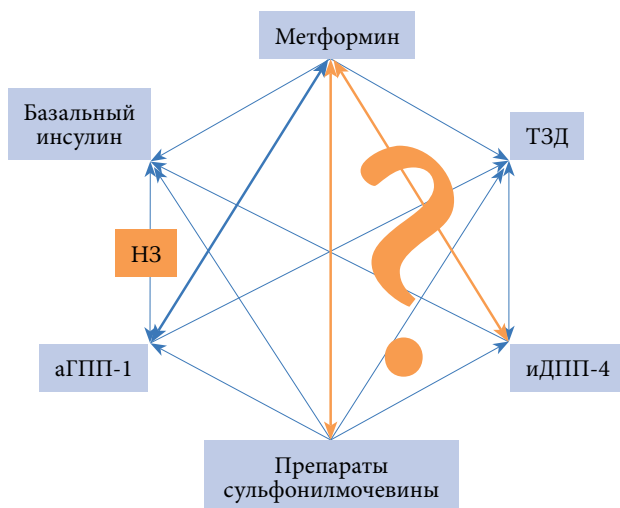 Метформин
Базальный
инсулин
ТЗД
?
НЗ
аГПП-1
иДПП-4
Препараты
сульфонилмочевины